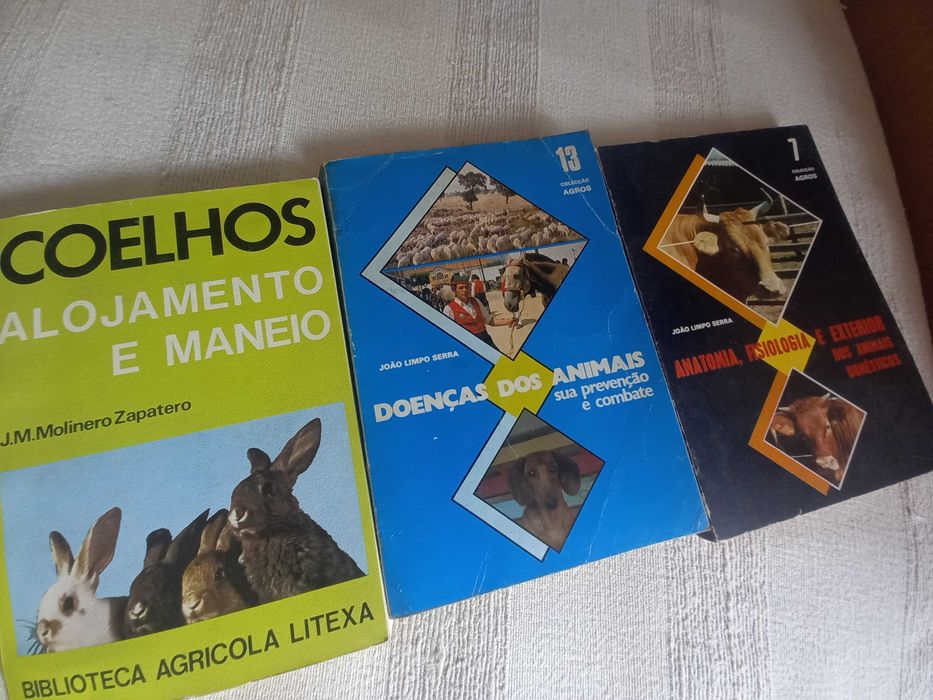 COELHOS
ALOJAMENTO
E MANEIO
J.M.Molinero Zapatero
BIBLIOTECA AGRICOLA LITEXA
13
COLECÇÃO
AGROS
JOÃO LIMPO SERRA
DOENÇAS DOS ANIMAIS
sua prevenção
e combate
7
COLECÇÃO
AGROS
JOÃO LIMPO SERRA
ANATOMIA, FISIOLOGIA E EXTERIOR
DOS ANIMAIS
DOMÉSTICOS